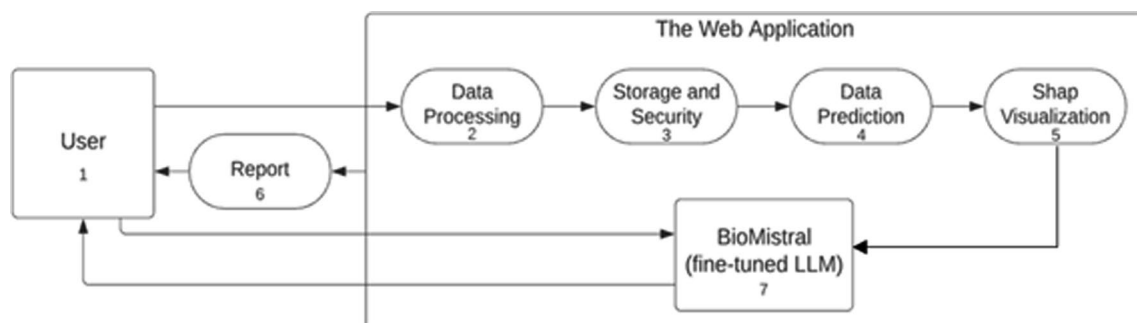 The Web Application
User
1
Data
Processing
2
Storage and
Security
3
Data
Prediction
4
Shap
Visualization
5
Report
6
BioMistral
(fine-tuned LLM)
7